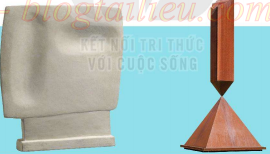 - blogtailieu.com -
KẾT NỐI TRI THỨC
VỚI CUỘC SỐNG